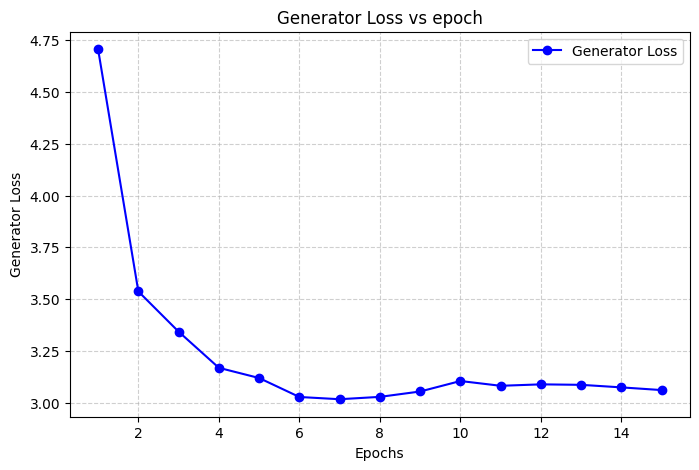 Generator Loss vs epoch
Generator Loss
4.75
4.50
4.25
4.00
3.75
3.50
3.25
3.00
Generator Loss
2 4 6 8 10 12 14
Epochs